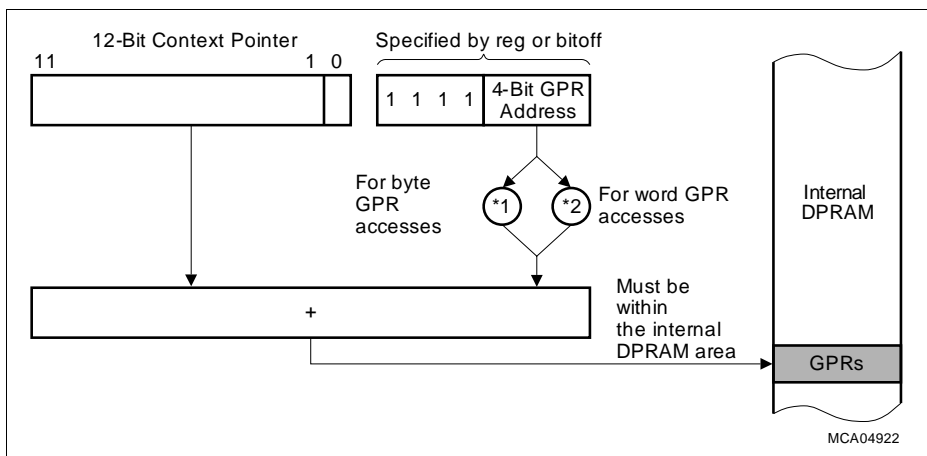 12-Bit Context Pointer
11 1 0
Specified by reg or bitoff
1 1 1 1
4-Bit GPR
Address
For byte
GPR
accesses
*1
*2
For word GPR
accesses
Internal
DPRAM
+
Must be
within
the internal
DPRAM area
GPRs
MCA04922